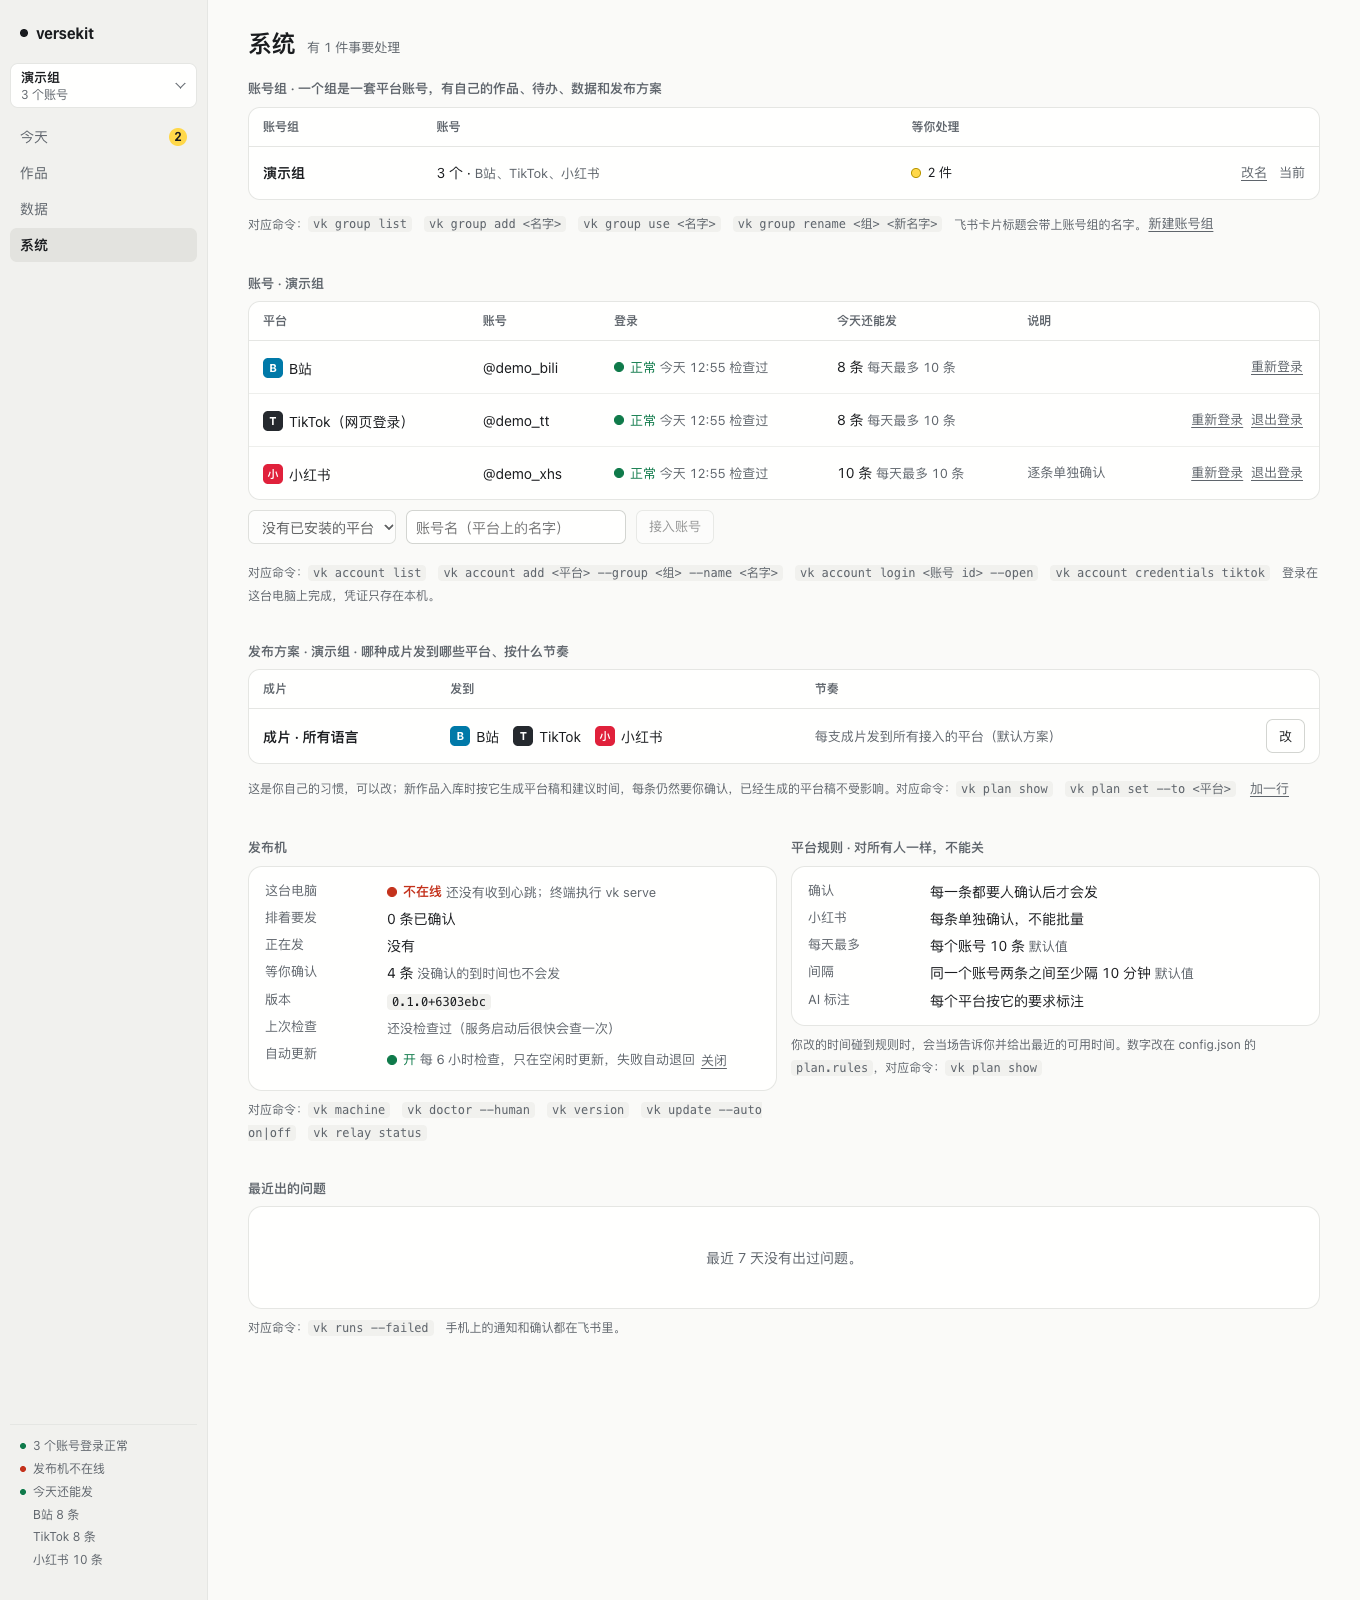 versekit
演示组
3 个账号
今天 2
作品
数据
系统
系统 有 1 件事要处理
账号组 · 一个组是一套平台账号，有自己的作品、待办、数据和发布方案
账号组 账号 等你处理
演示组 3 个 · B站、TikTok、小红书 2 件 改名 当前
对应命令： vk group list vk group add <名字> vk group use <名字> vk group rename <组> <新名字> 飞书卡片标题会带上账号组的名字。 新建账号组
账号 · 演示组
平台 账号 登录 今天还能发 说明
B B站 @demo_bili 正常 今天 12:55 检查过 8 条 每天最多 10 条 重新登录
T TikTok（网页登录） @demo_tt 正常 今天 12:55 检查过 8 条 每天最多 10 条 重新登录 退出登录
小 小红书 @demo_xhs 正常 今天 12:55 检查过 10 条 每天最多 10 条 逐条单独确认 重新登录 退出登录
没有已安装的平台 账号名（平台上的名字） 接入账号
对应命令： vk account list vk account add <平台> --group <组> --name <名字> vk account login <账号 id> --open vk account credentials tiktok 登录在
这台电脑上完成，凭证只存在本机。
发布方案 · 演示组 · 哪种成片发到哪些平台、按什么节奏
成片 发到 节奏
成片 · 所有语言 B B站 T TikTok 小 小红书 每支成片发到所有接入的平台（默认方案） 改
这是你自己的习惯，可以改；新作品入库时按它生成平台稿和建议时间，每条仍然要你确认，已经生成的平台稿不受影响。对应命令： vk plan show vk plan set --to <平台> 加一行
发布机
这台电脑 不在线 还没有收到心跳；终端执行 vk serve
排着要发 0 条已确认
正在发 没有
等你确认 4 条 没确认的到时间也不会发
版本 0.1.0+6303ebc
上次检查 还没检查过（服务启动后很快会查一次）
自动更新 开 每 6 小时检查，只在空闲时更新，失败自动退回 关闭
对应命令： vk machine vk doctor --human vk version vk update --auto
on|off vk relay status
平台规则 · 对所有人一样，不能关
确认 每一条都要人确认后才会发
小红书 每条单独确认，不能批量
每天最多 每个账号 10 条 默认值
间隔 同一个账号两条之间至少隔 10 分钟 默认值
AI 标注 每个平台按它的要求标注
你改的时间碰到规则时，会当场告诉你并给出最近的可用时间。数字改在 config.json 的
plan.rules，对应命令： vk plan show
最近出的问题
最近 7 天没有出过问题。
对应命令： vk runs --failed 手机上的通知和确认都在飞书里。
3 个账号登录正常
发布机不在线
今天还能发
B站 8 条
TikTok 8 条
小红书 10 条